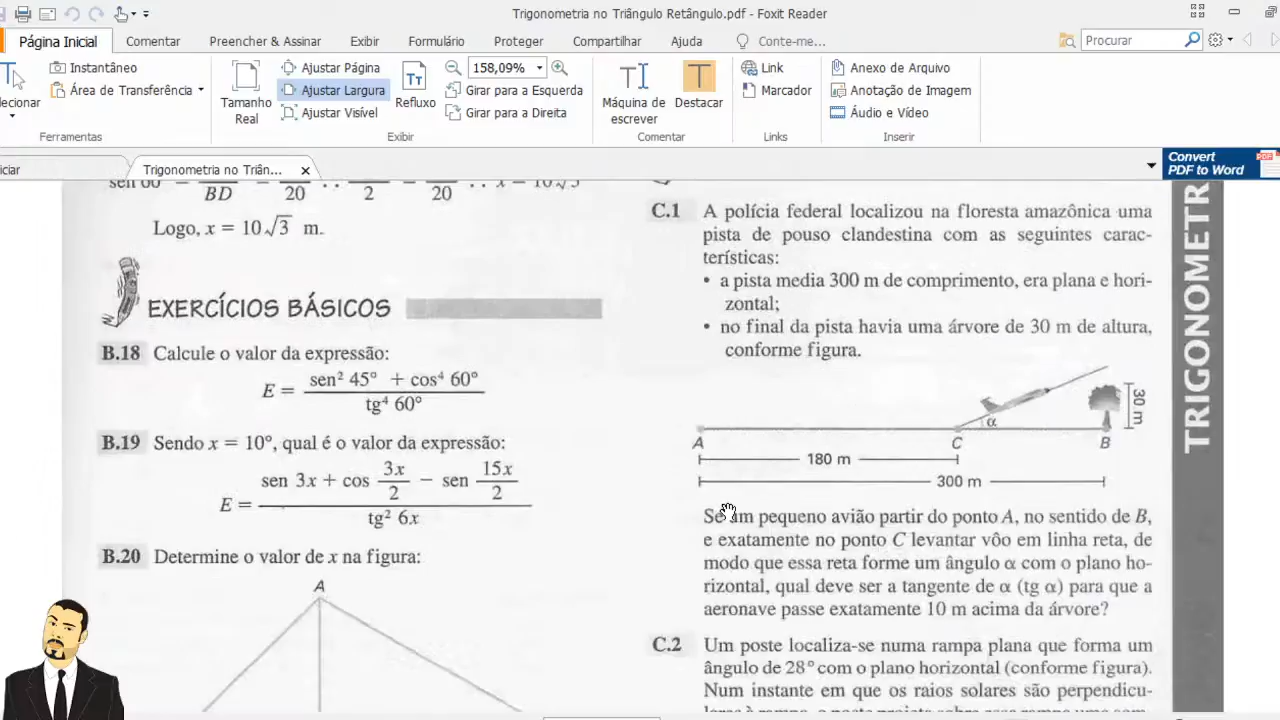 Trigonometria no Triângulo Retângulo.pdf - Foxit Reader
Página Inicial Comentar Preencher & Assinar Exibir Formulário Proteger Compartilhar Ajuda Conte-me... Procurar
Instantâneo
Área de Transferência
Ferramentas
Tamanho Real
Ajustar Página
Ajustar Largura
Ajustar Visível
Refluxo
158,09%
Girar para a Esquerda
Girar para a Direita
Exibir
Máquina de escrever
Destacar
Comentar
Link
Marcador
Links
Anexo de Arquivo
Anotação de Imagem
Áudio e Vídeo
Inserir
Trigonometria no Triân... x
Convert
PDF to Word
BD 20 2 20
Logo, x = 10√3 m.
EXERCÍCIOS BÁSICOS
B.18 Calcule o valor da expressão:
E = (sen² 45° + cos⁴ 60°) / (tg⁴ 60°)
B.19 Sendo x = 10°, qual é o valor da expressão:
E = (sen 3x + cos 3x/2 − sen 15x/2) / (tg² 6x)
B.20 Determine o valor de x na figura:
A
C.1 A polícia federal localizou na floresta amazônica uma
pista de pouso clandestina com as seguintes carac-
terísticas:
• a pista media 300 m de comprimento, era plana e hori-
zontal;
• no final da pista havia uma árvore de 30 m de altura,
conforme figura.
α
30 m
A C B
180 m
300 m
Se um pequeno avião partir do ponto A, no sentido de B,
e exatamente no ponto C levantar vôo em linha reta, de
modo que essa reta forme um ângulo α com o plano ho-
rizontal, qual deve ser a tangente de α (tg α) para que a
aeronave passe exatamente 10 m acima da árvore?
C.2 Um poste localiza-se numa rampa plana que forma um
ângulo de 28° com o plano horizontal (conforme figura).
Num instante em que os raios solares são perpendicu-
TRIGONOMETR